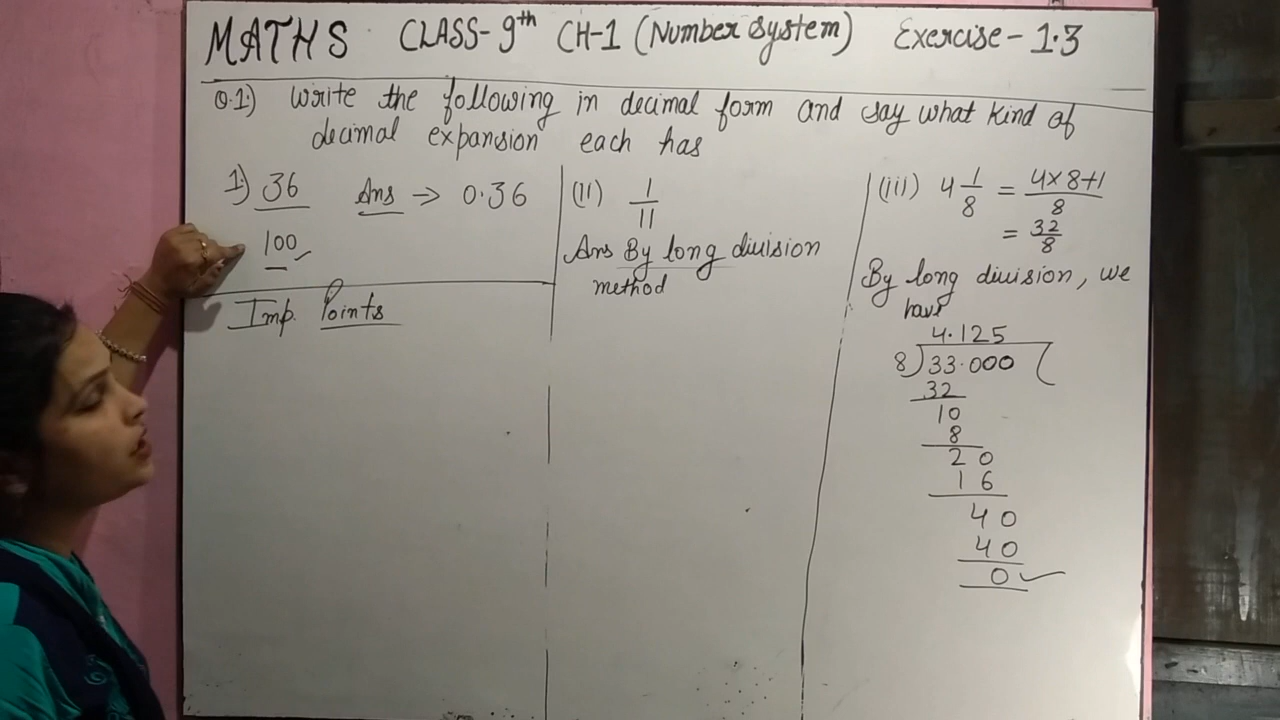 MATHS CLASS-9th CH-1 (Number System) Exercise - 1.3
Q.1) Write the following in decimal form and say what kind of
decimal expansion each has
1) 36
100
Ans → 0.36
Imp. Points
(II) 1
11
Ans By long division
method
(iii) 4 1/8 = 4×8+1
8
= 32/8
By long division, we
have
4.125
8) 33.000 (
32
10
8
20
16
40
40
0